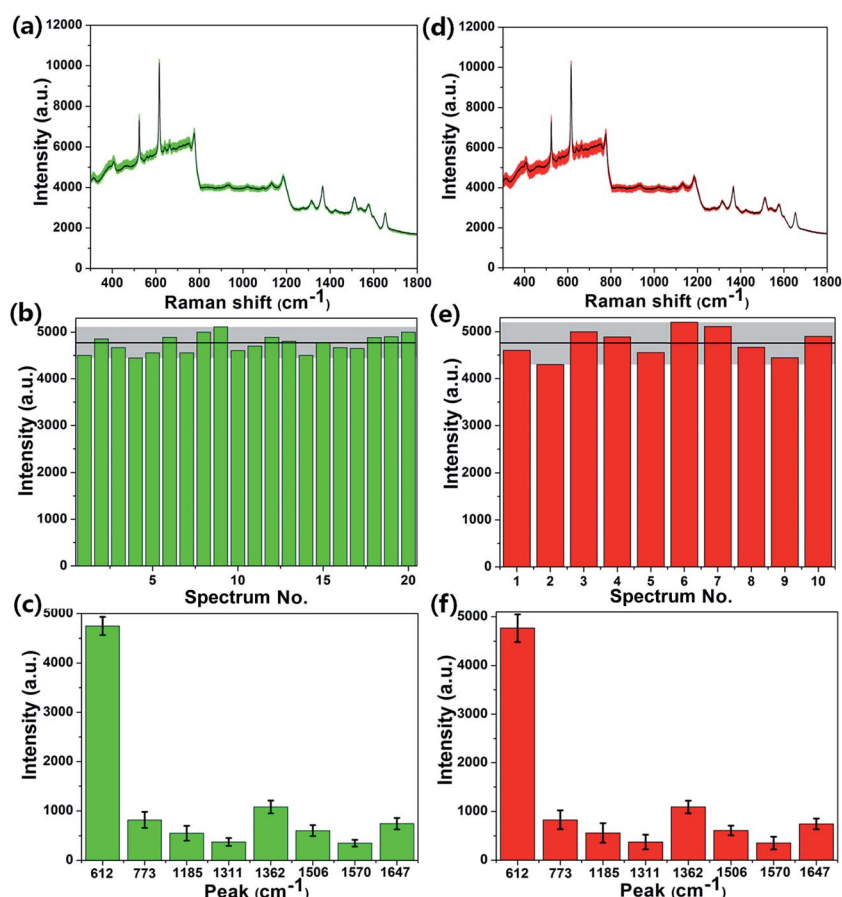 (a)
Intensity (a.u.)
12000
10000
8000
6000
4000
2000
0
400 600 800 1000 1200 1400 1600 1800
Raman shift (cm-1)
(d)
Intensity (a.u.)
12000
10000
8000
6000
4000
2000
0
400 600 800 1000 1200 1400 1600 1800
Raman shift (cm-1)
(b)
Intensity (a.u.)
5000
4000
3000
2000
1000
0
5 10 15 20
Spectrum No.
(e)
Intensity (a.u.)
5000
4000
3000
2000
1000
0
1 2 3 4 5 6 7 8 9 10
Spectrum No.
(c)
Intensity (a.u.)
5000
4000
3000
2000
1000
0
612 773 1185 1311 1362 1506 1570 1647
Peak (cm-1)
(f)
Intensity (a.u.)
5000
4000
3000
2000
1000
0
612 773 1185 1311 1362 1506 1570 1647
Peak (cm-1)